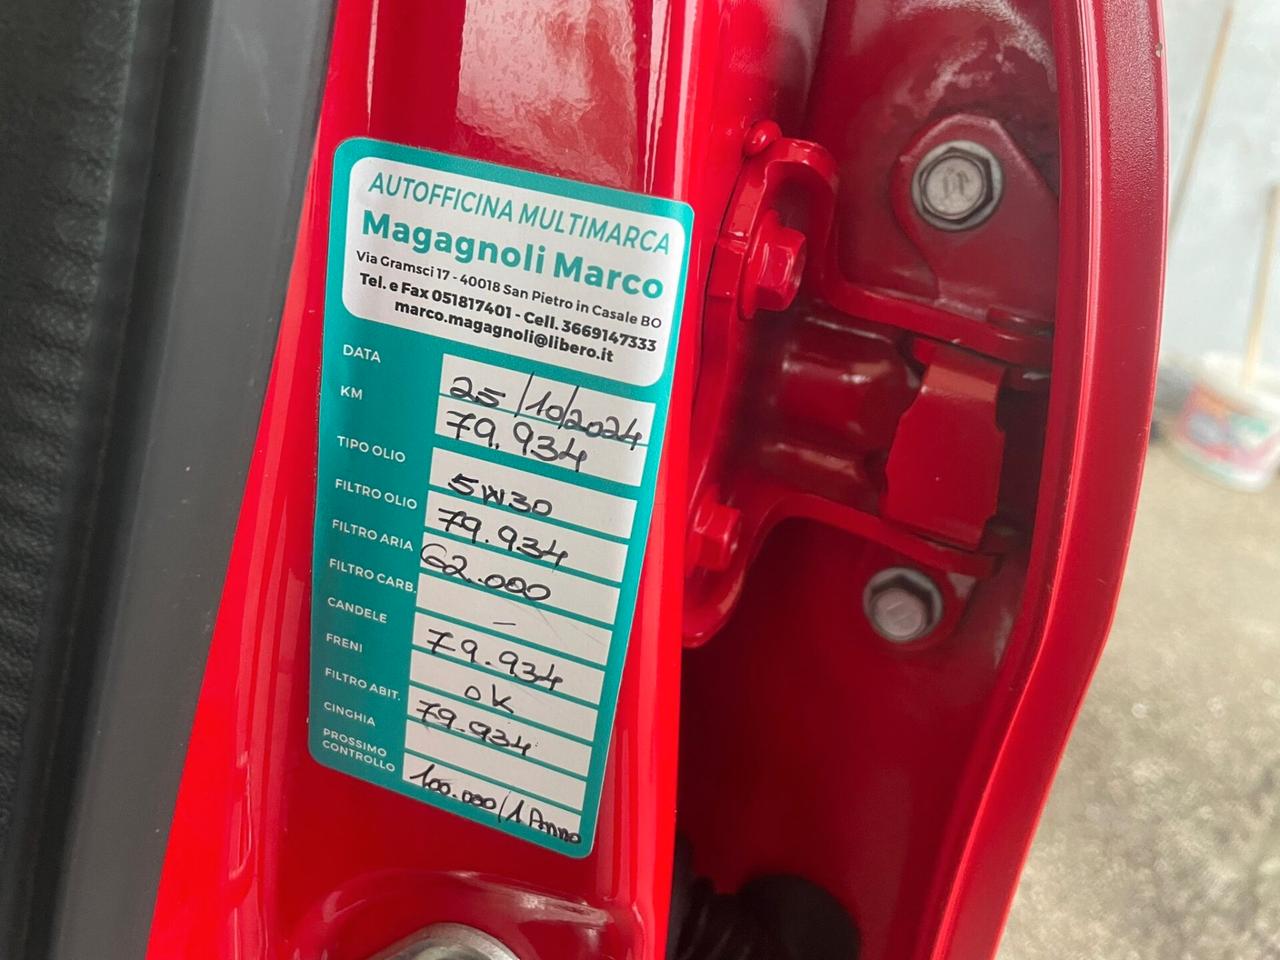 AUTOFFICINA MULTIMARCA
Magagnoli Marco
Via Gramsci 17 - 40018 San Pietro in Casale BO
Tel. e Fax 051817401 - Cell. 3669147333
marco.magagnoli@libero.it
DATA 25/10/2024
KM 79.934
TIPO OLIO 5W30
FILTRO OLIO 79.934
FILTRO ARIA 62.000
FILTRO CARB. -
CANDELE 79.934
FRENI OK
FILTRO ABIT. 79.934
CINGHIA
PROSSIMO
CONTROLLO 100.000/1 Anno